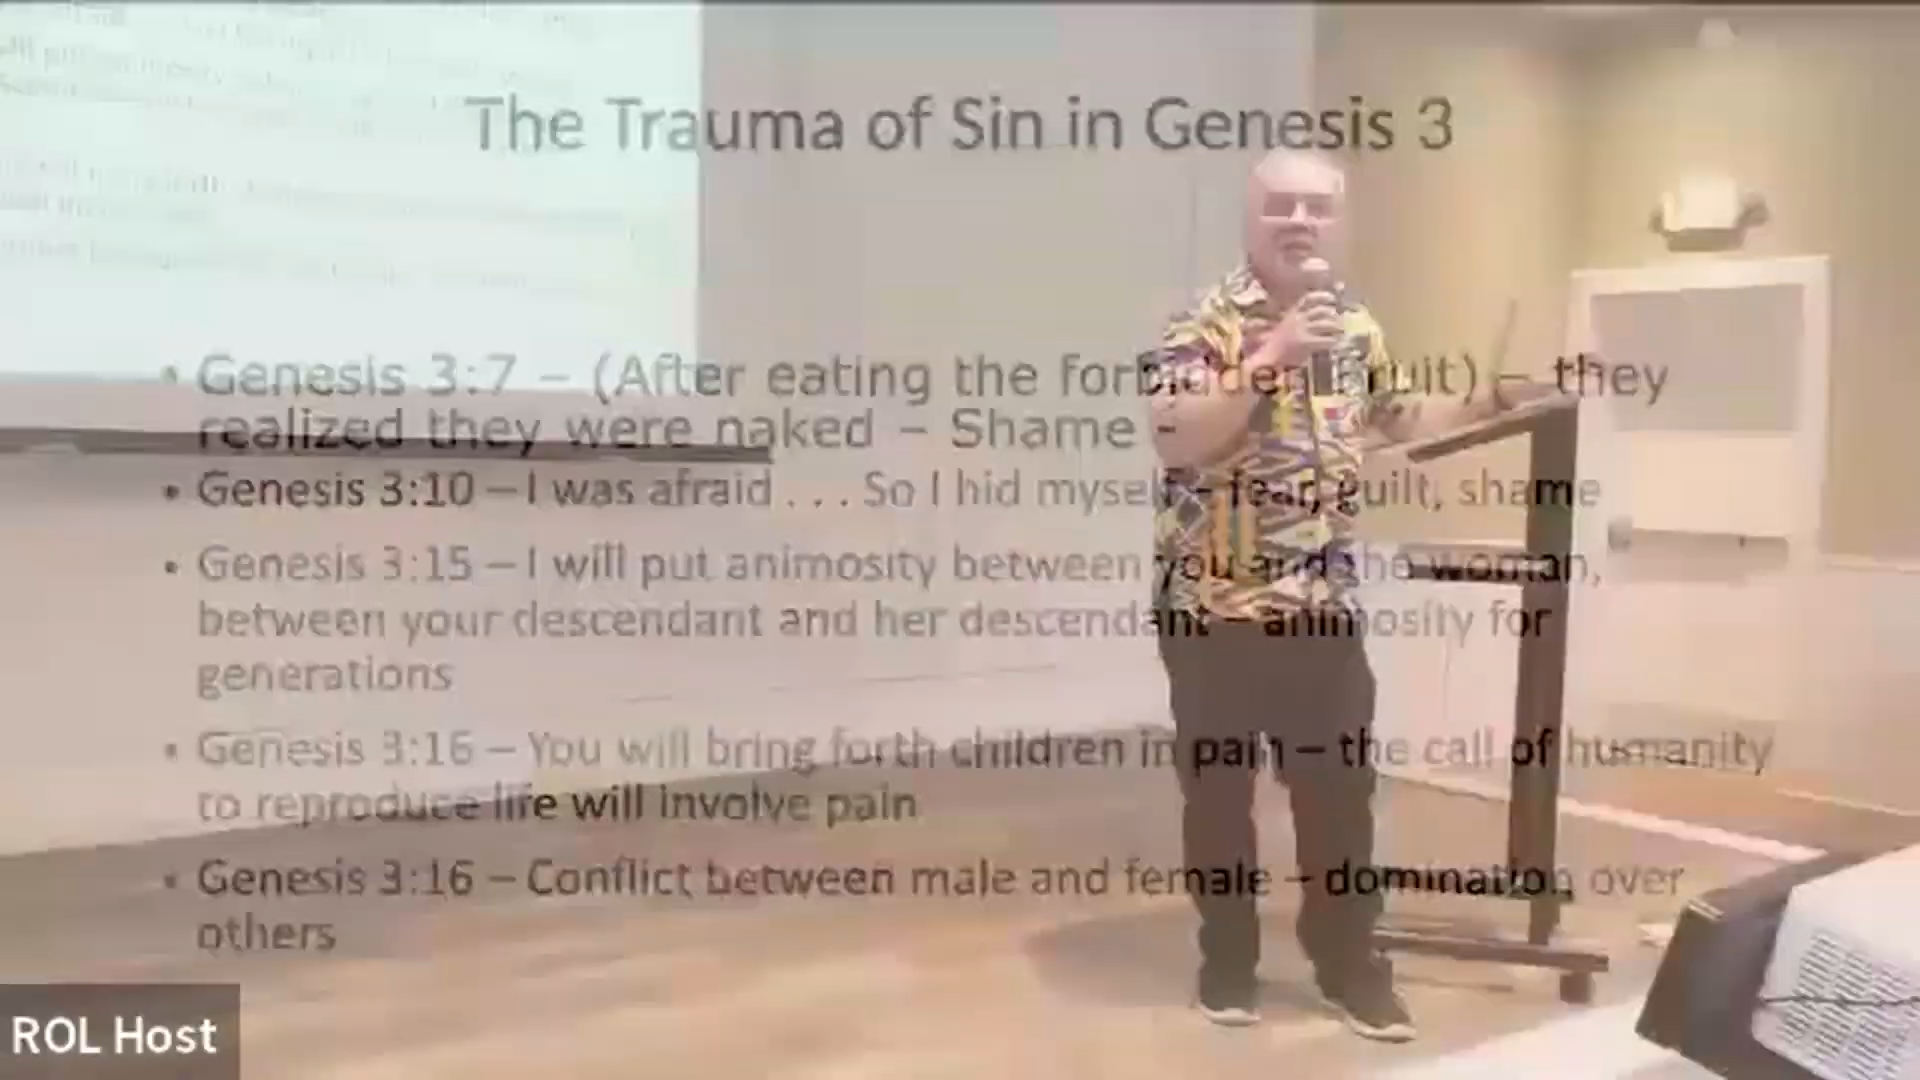 The Trauma of Sin in Genesis 3
• Genesis 3:7 – (After eating the forbidden fruit) – they
realized they were naked – Shame -
• Genesis 3:10 – I was afraid . . . So I hid myself – fear, guilt, shame
• Genesis 3:15 – I will put animosity between you and the woman,
between your descendant and her descendant – animosity for
generations
• Genesis 3:16 – You will bring forth children in pain – the call of humanity
to reproduce life will involve pain
• Genesis 3:16 – Conflict between male and female – domination over
others
ROL Host